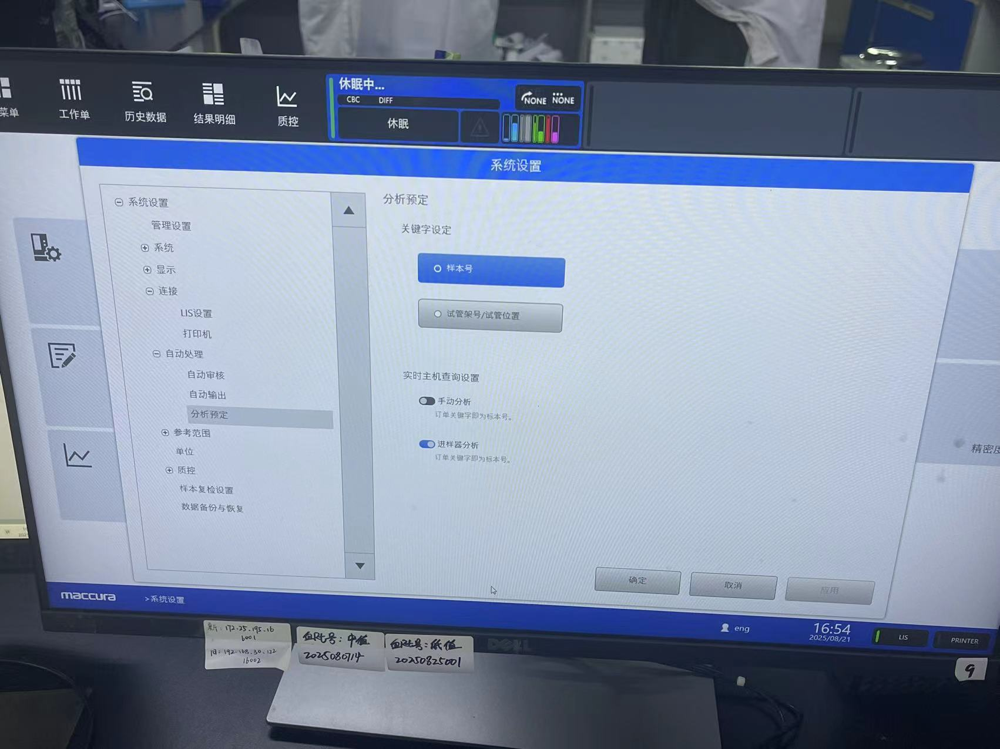 菜单
工作单
历史数据
结果明细
质控
休眠中...
CBC DIFF
NONE NONE
休眠
系统设置
系统设置
管理设置
系统
显示
连接
LIS设置
打印机
自动处理
自动审核
自动输出
分析预定
参考范围
单位
质控
样本复检设置
数据备份与恢复
分析预定
关键字设定
样本号
试管架号/试管位置
实时主机查询设置
手动分析
订单关键字即为标本号。
进样器分析
订单关键字即为标本号。
精密度
确定
取消
应用
maccura
>系统设置
eng
16:54
2025/08/21
LIS
PRINTER
DELL
新: 172.25.195.16
6001
旧: 192.168.30.122
16002
中值
2025080714
低值
20250825001
9